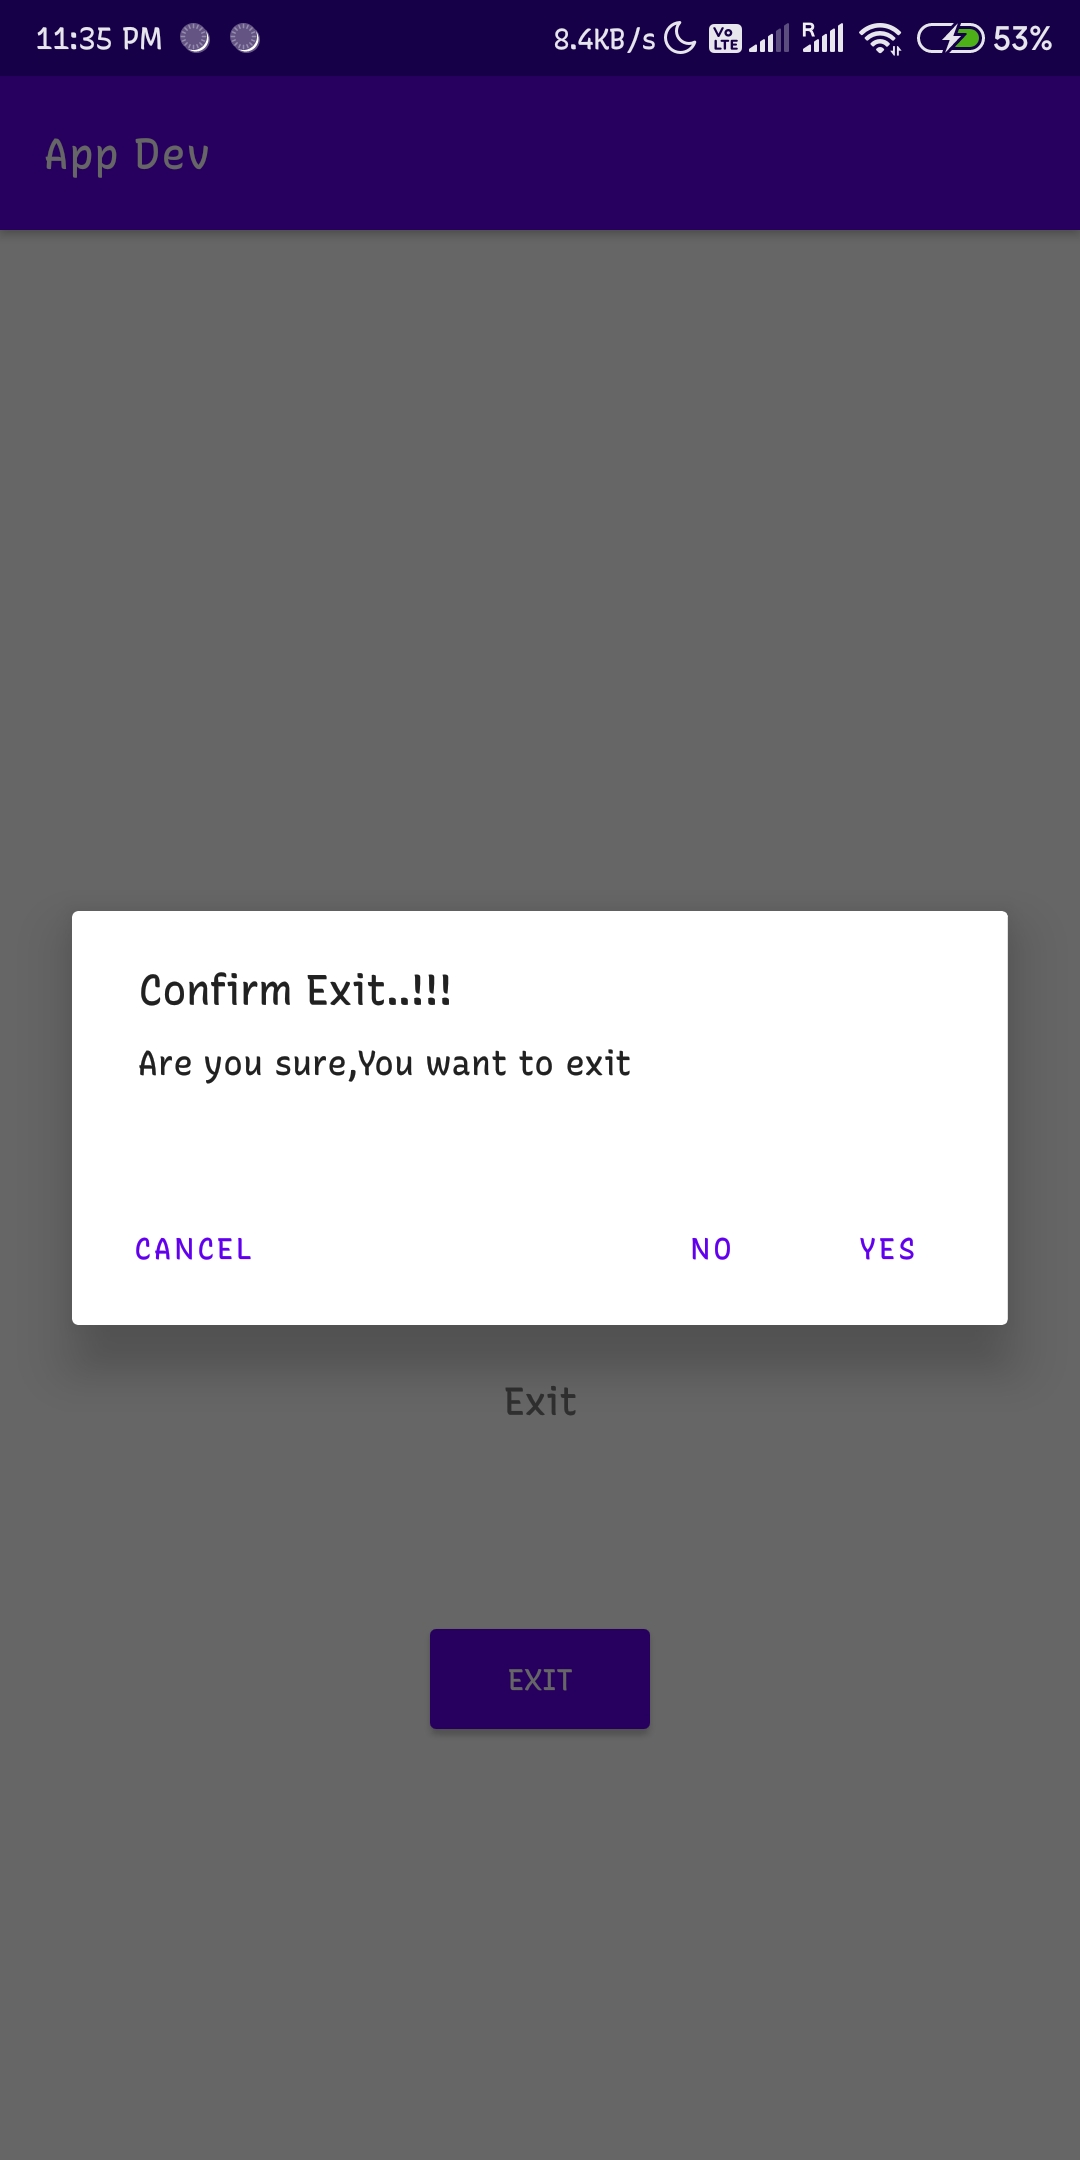 11:35 PM 8.4KB/s Vo LTE R 53%
App Dev
Confirm Exit..!!!
Are you sure,You want to exit
CANCEL NO YES
Exit
EXIT